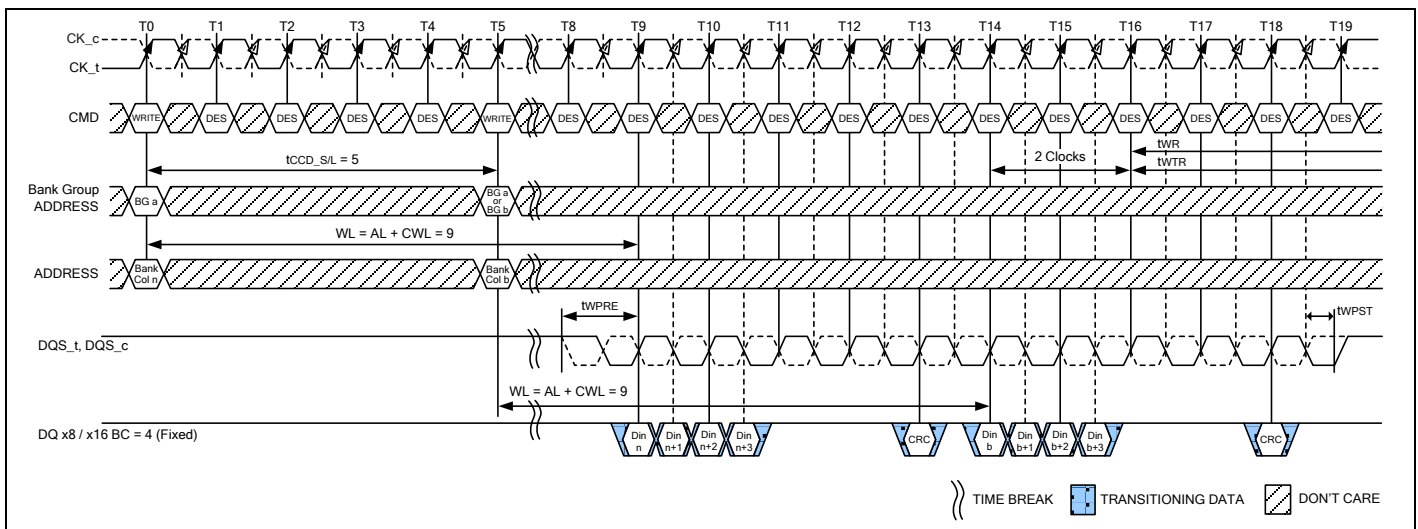 T0 T1 T2 T3 T4 T5 T8 T9 T10 T11 T12 T13 T14 T15 T16 T17 T18 T19
CK_c
CK_t
CMD WRITE DES DES DES DES WRITE DES DES DES DES DES DES DES DES DES DES DES DES
tCCD_S/L = 5
2 Clocks
tWR
tWTR
Bank Group
ADDRESS
BG a
BG a
or
BG b
WL = AL + CWL = 9
ADDRESS
Bank
Col n
Bank
Col b
tWPRE
tWPST
DQS_t, DQS_c
WL = AL + CWL = 9
DQ x8 / x16 BC = 4 (Fixed)
Din
n
Din
n+1
Din
n+2
Din
n+3
CRC
Din
b
Din
b+1
Din
b+2
Din
b+3
CRC
TIME BREAK TRANSITIONING DATA DON'T CARE